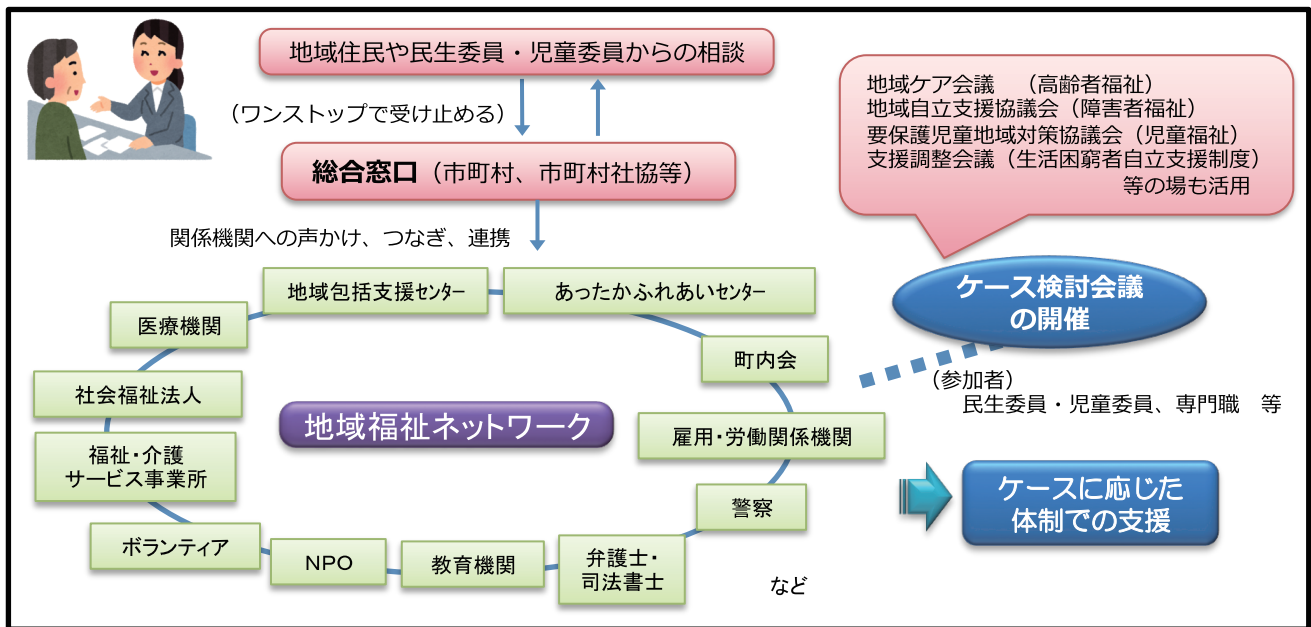 地域住民や民生委員・児童委員からの相談
(ワンストップで受け止める)
総合窓口(市町村、市町村社協等)
関係機関への声かけ、つなぎ、連携
地域ケア会議 (高齢者福祉)
地域自立支援協議会(障害者福祉)
要保護児童地域対策協議会(児童福祉)
支援調整会議(生活困窮者自立支援制度)
等の場も活用
ケース検討会議
の開催
(参加者)
民生委員・児童委員、専門職 等
地域包括支援センター
あったかふれあいセンター
医療機関
町内会
社会福祉法人
地域福祉ネットワーク
雇用・労働関係機関
福祉・介護
サービス事業所
警察
ボランティア
NPO
教育機関
弁護士・
司法書士
など
ケースに応じた
体制での支援